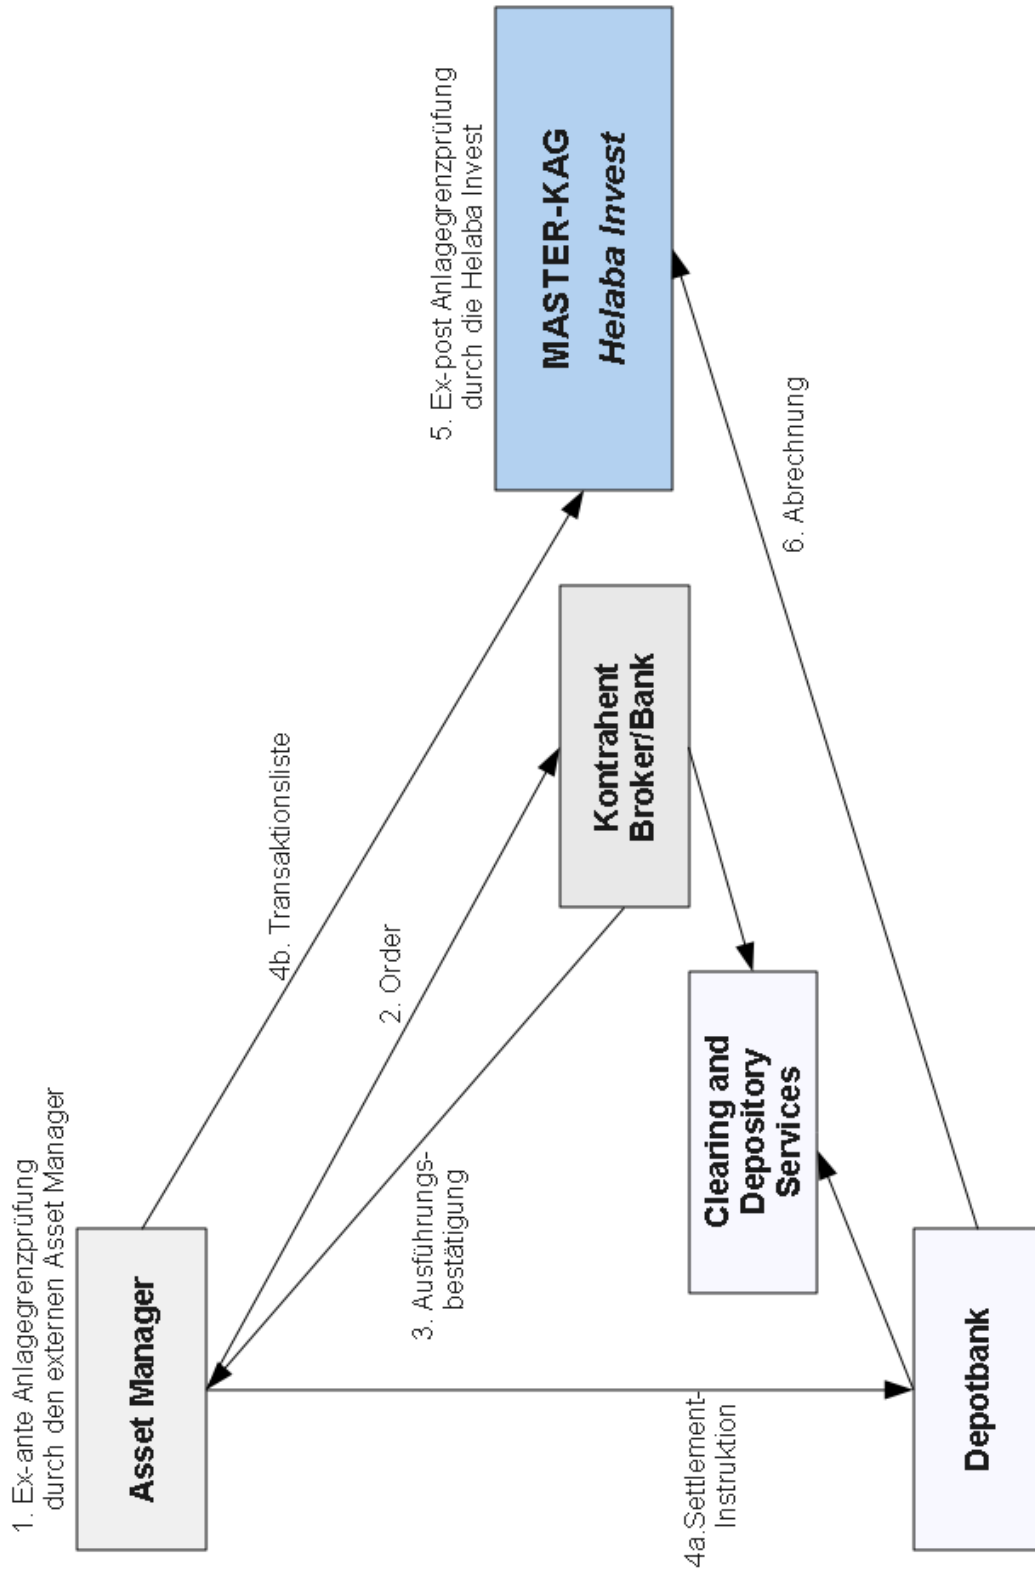 1. Ex-ante Anlagegrenzprüfung
durch den externen Asset Manager
Asset Manager
4b. Transaktionsliste
5. Ex-post Anlagegrenzprüfung
durch die Helaba Invest
MASTER-KAG
Helaba Invest
2. Order
3. Ausführungs-
bestätigung
Kontrahent
Broker/Bank
4a.Settlement-
Instruktion
Clearing and
Depository
Services
6. Abrechnung
Depotbank